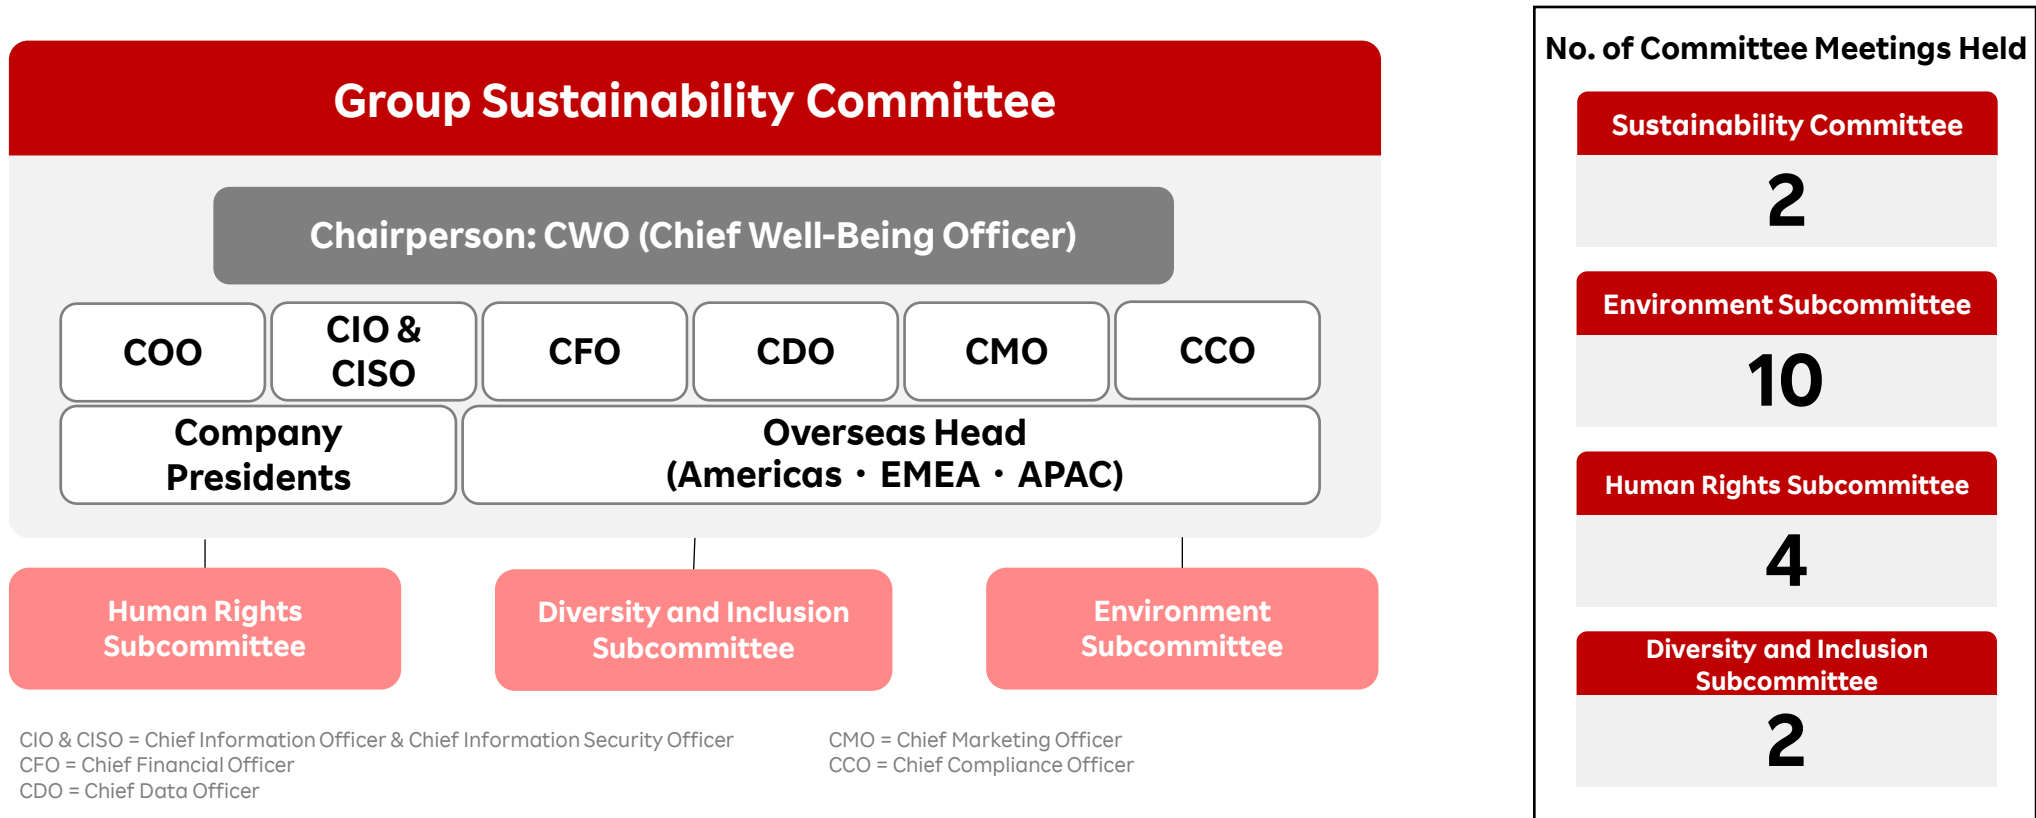 Group Sustainability Committee
Chairperson: CWO (Chief Well-Being Officer)
COO
CIO &
CISO
CFO
CDO
CMO
CCO
Company
Presidents
Overseas Head
(Americas・EMEA・APAC)
Human Rights
Subcommittee
Diversity and Inclusion
Subcommittee
Environment
Subcommittee
CIO & CISO = Chief Information Officer & Chief Information Security Officer
CFO = Chief Financial Officer
CDO = Chief Data Officer
CMO = Chief Marketing Officer
CCO = Chief Compliance Officer
No. of Committee Meetings Held
Sustainability Committee
2
Environment Subcommittee
10
Human Rights Subcommittee
4
Diversity and Inclusion
Subcommittee
2